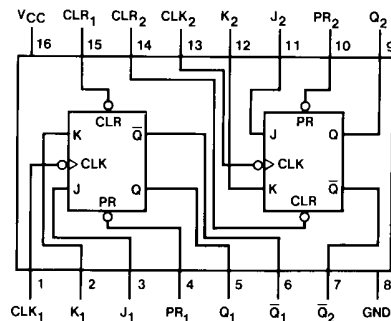 VCC CLR1 CLR2 CLK2 K2 J2 PR2 Q2
16 15 14 13 12 11 10 9
CLR PR
K Q̅ J Q
CLK CLK
J Q K Q̅
PR CLR
1 2 3 4 5 6 7 8
CLK1 K1 J1 PR1 Q1 Q̅1 Q̅2 GND